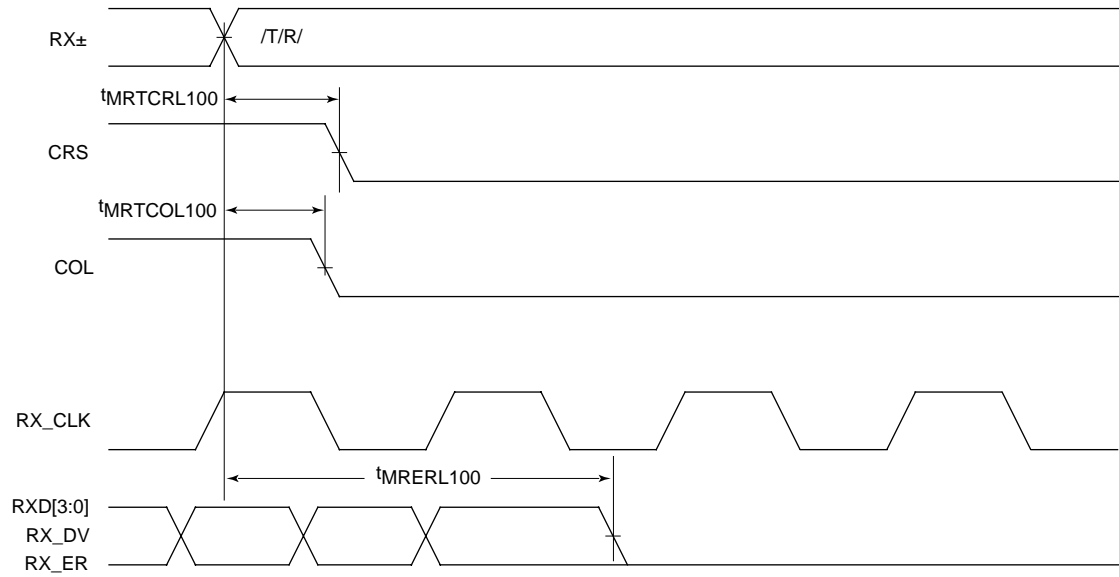 RX±
/T/R/
tMRTCRL100
CRS
tMRTCOL100
COL
RX_CLK
tMRERL100
RXD[3:0]
RX_DV
RX_ER